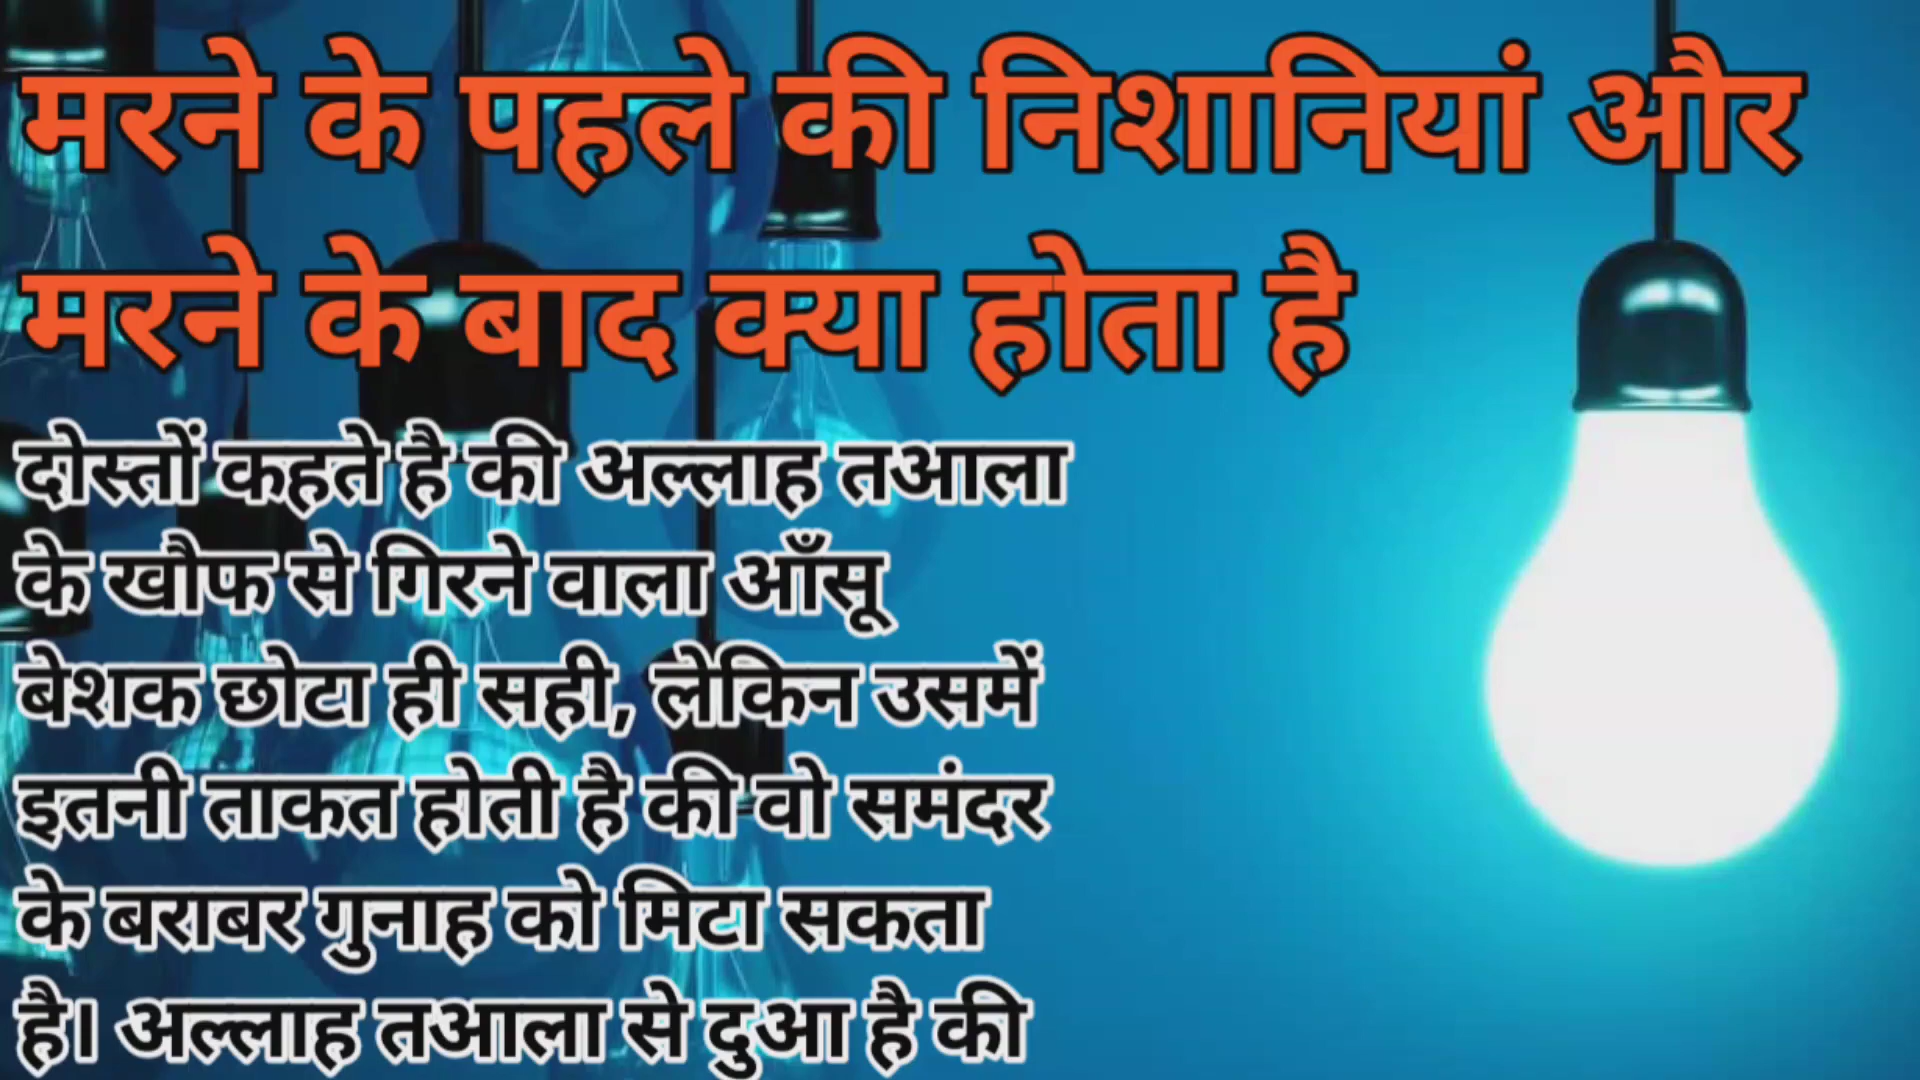 मरने के पहले की निशानियां और
मरने के बाद क्या होता है
दोस्तों कहते है की अल्लाह तआला
के खौफ से गिरने वाला आँसू
बेशक छोटा ही सही, लेकिन उसमें
इतनी ताकत होती है की वो समंदर
के बराबर गुनाह को मिटा सकता
है। अल्लाह तआला से दुआ है की